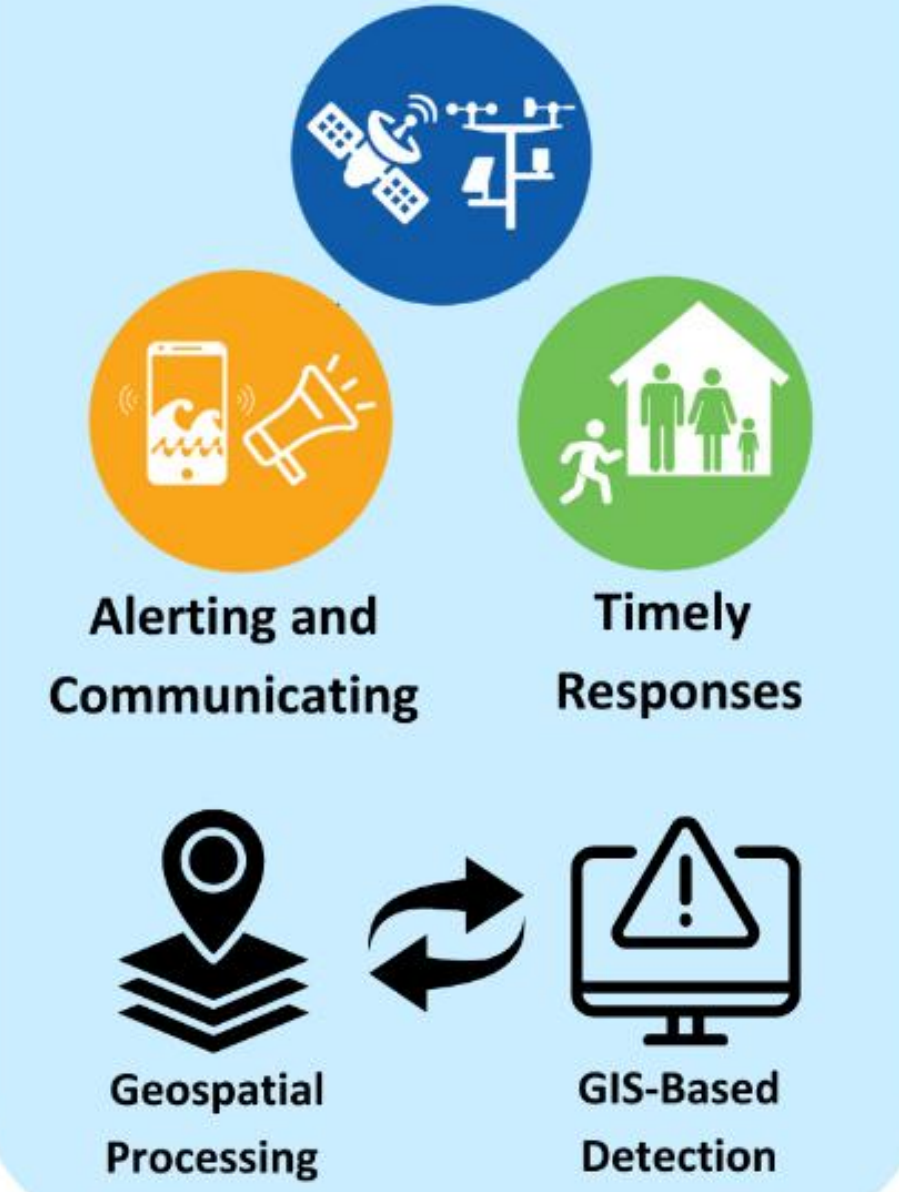 Alerting and
Communicating
Timely
Responses
Geospatial
Processing
GIS-Based
Detection